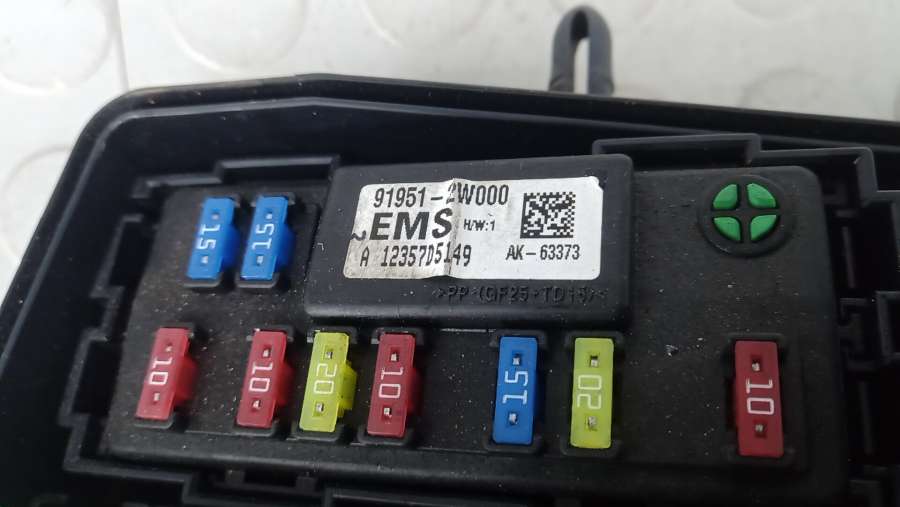 91951-2W000
~EMS H/W:1
A 12357D5149 AK-63373
>PP-(GF25+TD15)<
15 15
10 10 20 10 15 20 10